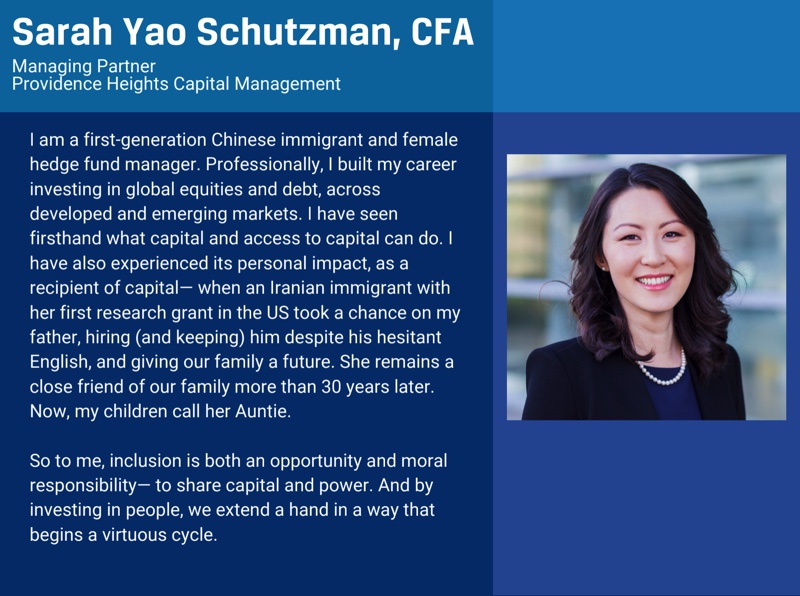 Sarah Yao Schutzman, CFA
Managing Partner
Providence Heights Capital Management
I am a first-generation Chinese immigrant and female
hedge fund manager. Professionally, I built my career
investing in global equities and debt, across
developed and emerging markets. I have seen
firsthand what capital and access to capital can do. I
have also experienced its personal impact, as a
recipient of capital— when an Iranian immigrant with
her first research grant in the US took a chance on my
father, hiring (and keeping) him despite his hesitant
English, and giving our family a future. She remains a
close friend of our family more than 30 years later.
Now, my children call her Auntie.
So to me, inclusion is both an opportunity and moral
responsibility— to share capital and power. And by
investing in people, we extend a hand in a way that
begins a virtuous cycle.